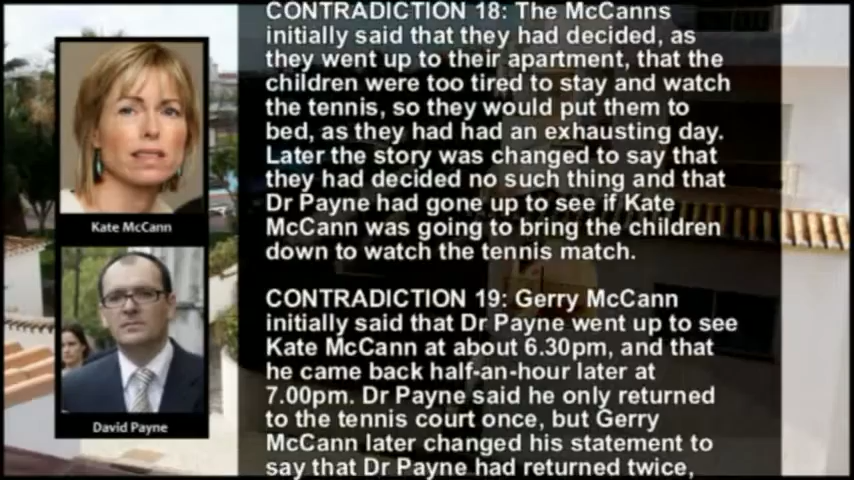 CONTRADICTION 18: The McCanns
initially said that they had decided, as
they went up to their apartment, that the
children were too tired to stay and watch
the tennis, so they would put them to
bed, as they had had an exhausting day.
Later the story was changed to say that
they had decided no such thing and that
Dr Payne had gone up to see if Kate
McCann was going to bring the children
down to watch the tennis match.
CONTRADICTION 19: Gerry McCann
initially said that Dr Payne went up to see
Kate McCann at about 6.30pm, and that
he came back half-an-hour later at
7.00pm. Dr Payne said he only returned
to the tennis court once, but Gerry
McCann later changed his statement to
say that Dr Payne had returned twice,
Kate McCann
David Payne